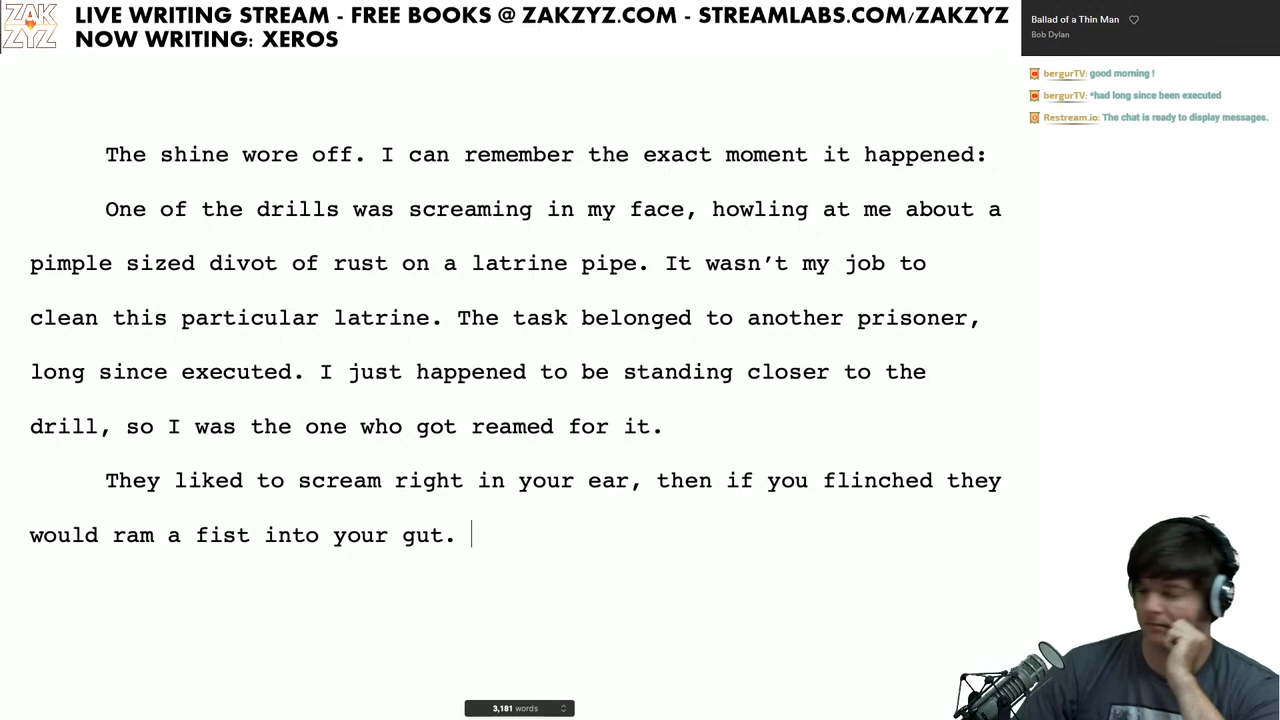 ZAK
ZYZ
LIVE WRITING STREAM - FREE BOOKS @ ZAKZYZ.COM - STREAMLABS.COM/ZAKZYZ
NOW WRITING: XEROS
Ballad of a Thin Man
Bob Dylan
bergurTV: good morning !
bergurTV: *had long since been executed
Restream.io: The chat is ready to display messages.
The shine wore off. I can remember the exact moment it happened:
One of the drills was screaming in my face, howling at me about a
pimple sized divot of rust on a latrine pipe. It wasn’t my job to
clean this particular latrine. The task belonged to another prisoner,
long since executed. I just happened to be standing closer to the
drill, so I was the one who got reamed for it.
They liked to scream right in your ear, then if you flinched they
would ram a fist into your gut.
3,181 words